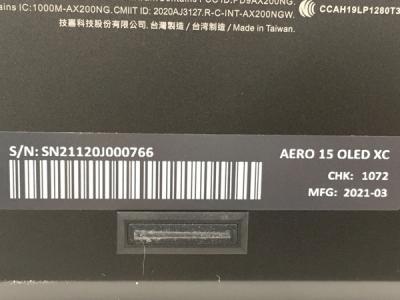 ains IC:1000M-AX200NG.CMIIT ID: 2020AJ3127.R-C-INT-AX200NGW.
技嘉科技股份有限公司 台灣製造 / 台湾制造 / Made in Taiwan.
CCAH19LP1280T3
S/N: SN21120J000766
AERO 15 OLED XC
CHK: 1072
MFG: 2021-03